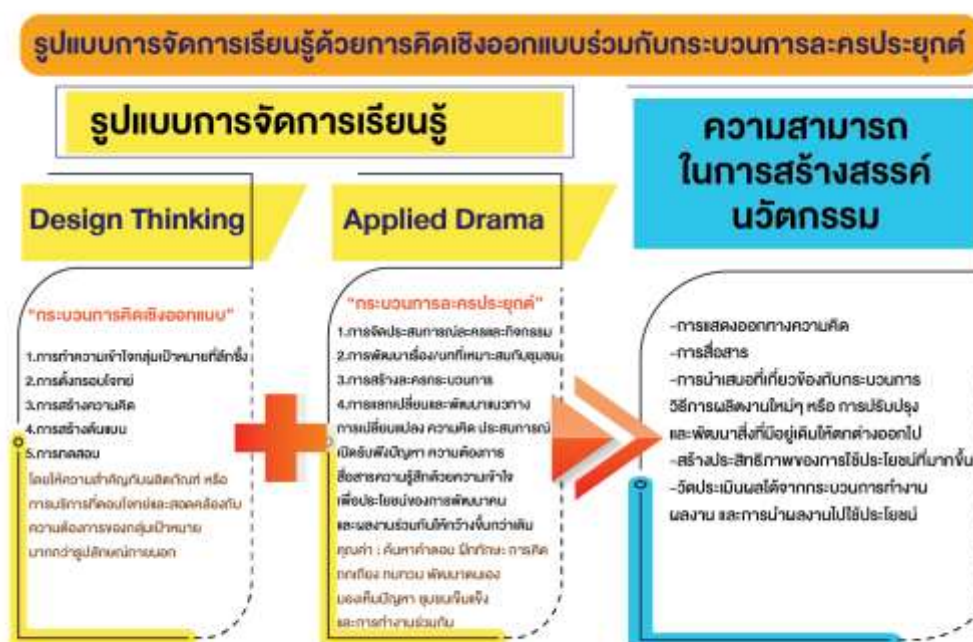 รูปแบบการจัดการเรียนรู้ด้วยการคิดเชิงออกแบบร่วมกับกระบวนการละครประยุกต์
รูปแบบการจัดการเรียนรู้
Design Thinking
"กระบวนการคิดเชิงออกแบบ"
1.การทำความเข้าใจกลุ่มเป้าหมายที่ลึกซึ้ง
2.การตั้งกรอบโจทย์
3.การสร้างความคิด
4.การสร้างต้นแบบ
5.การทดสอบ
โดยให้ความสำคัญกับผลิตภัณฑ์ หรือ
การบริการที่ตอบโจทย์และสอดคล้องกับ
ความต้องการของกลุ่มเป้าหมาย
มากกว่ารูปลักษณ์ภายนอก
Applied Drama
"กระบวนการละครประยุกต์"
1.การจัดประสบการณ์ละครและกิจกรรม
2.การพัฒนาเรื่อง/บทที่เหมาะสมกับชุมชน
3.การสร้างละครกระบวนการ
4.การแลกเปลี่ยนและพัฒนาแนวทาง
การเปลี่ยนแปลง ความคิด ประสบการณ์
เปิดรับฟังปัญหา ความต้องการ
สื่อสารความรู้สึกด้วยความเข้าใจ
เพื่อประโยชน์ของการพัฒนาคน
และผลงานร่วมกันให้กว้างขึ้นกว่าเดิม
คุณค่า : ค้นหาคำตอบ ฝึกทักษะ การคิด
ถกเถียง ทบทวน พัฒนาตนเอง
มองเห็นปัญหา ชุมชนเข้มแข็ง
และการทำงานร่วมกัน
ความสามารถ
ในการสร้างสรรค์
นวัตกรรม
-การแสดงออกทางความคิด
-การสื่อสาร
-การนำเสนอที่เกี่ยวข้องกับกระบวนการ
วิธีการผลิตงานใหม่ๆ หรือ การปรับปรุง
และพัฒนาสิ่งที่มีอยู่เดิมให้แตกต่างออกไป
-สร้างประสิทธิภาพของการใช้ประโยชน์ที่มากขึ้น
-วัดประเมินผลได้จากกระบวนการทำงาน
ผลงาน และการนำผลงานไปใช้ประโยชน์